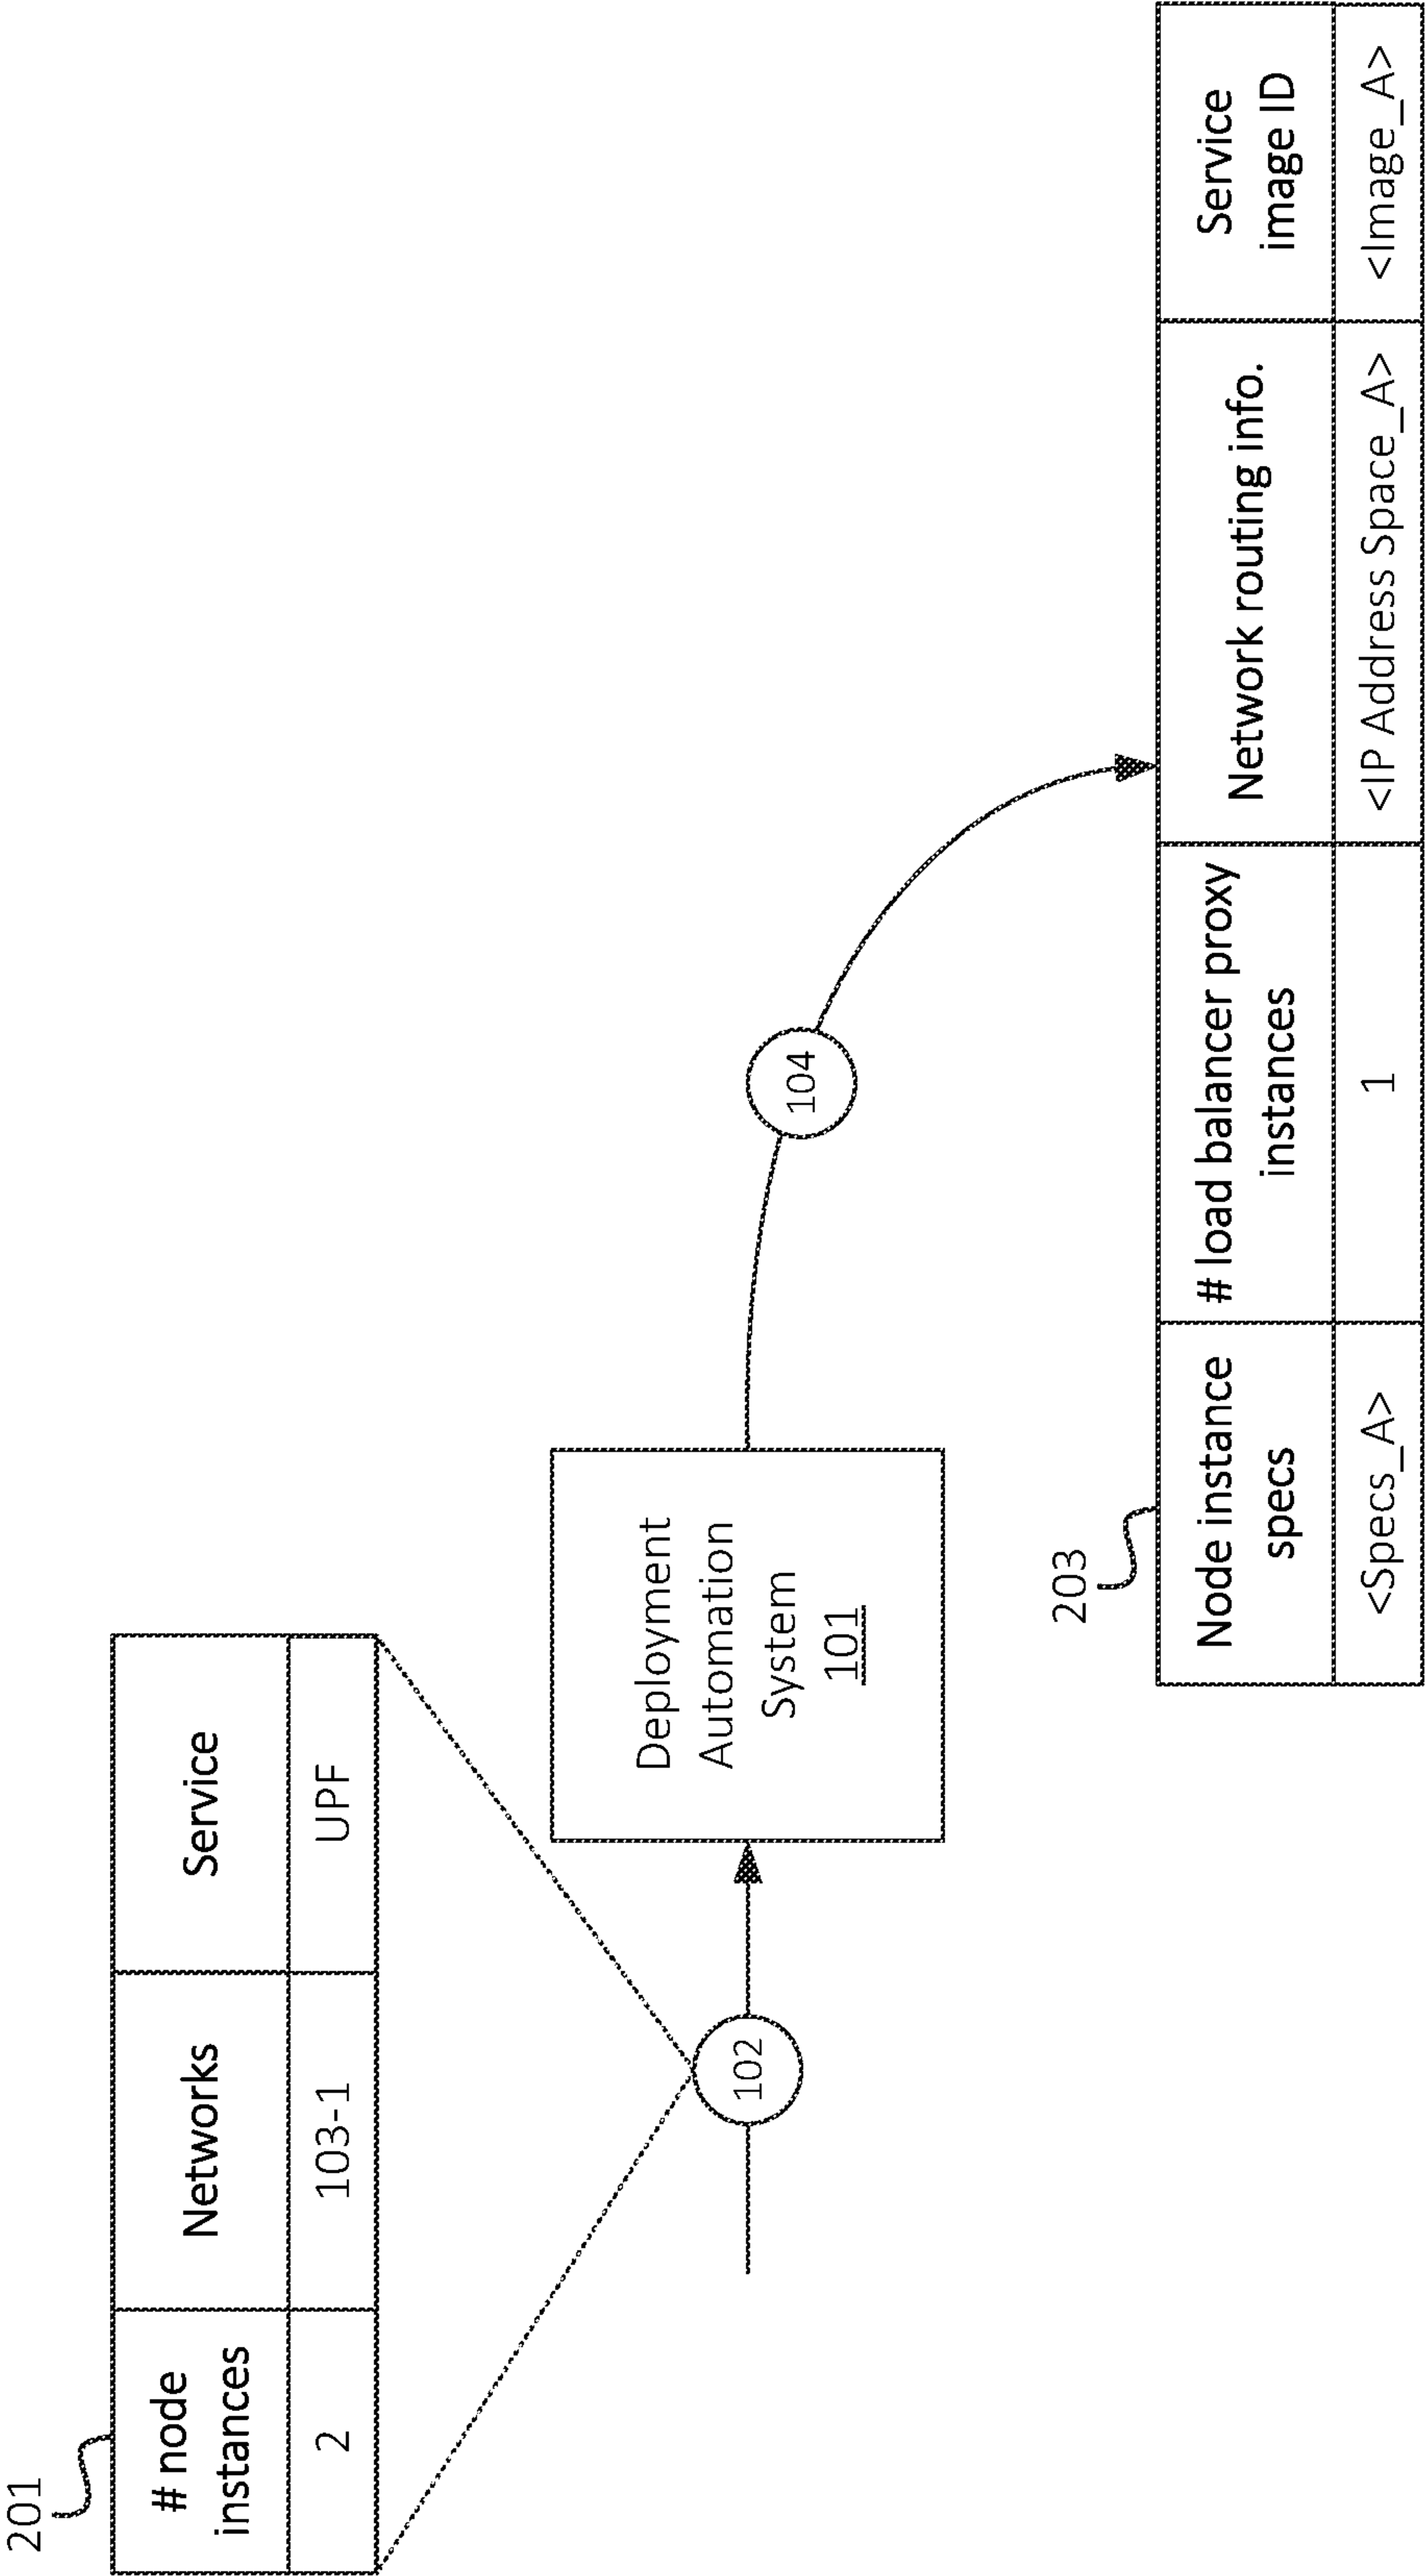 201
# node
instances
Networks
Service
2
103-1
UPF
102
Deployment
Automation
System
101
104
203
Node instance
specs
# load balancer proxy
instances
Network routing info.
Service
image ID
<Specs_A>
1
<IP Address Space_A>
<Image_A>